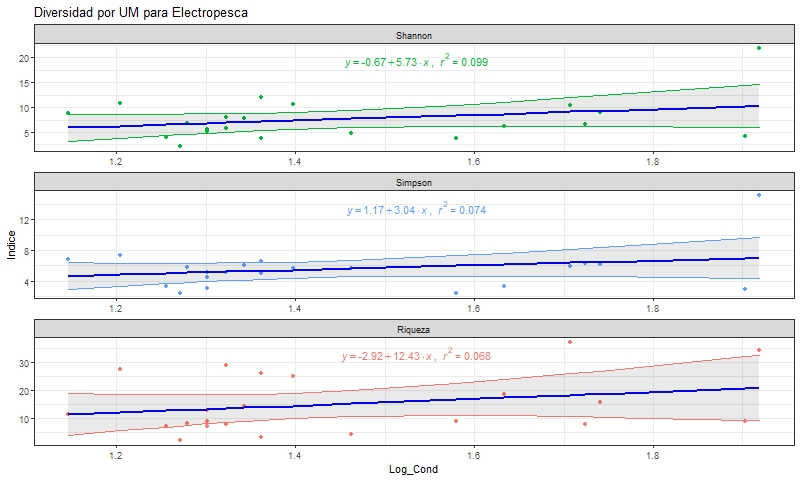 Diversidad por UM para Electropesca
Shannon
20
15
10
5
y = -0.67 + 5.73 · x ,  r² = 0.099
1.2 1.4 1.6 1.8
Simpson
12
8
4
y = 1.17 + 3.04 · x ,  r² = 0.074
1.2 1.4 1.6 1.8
Indice
Riqueza
30
20
10
y = -2.92 + 12.43 · x ,  r² = 0.068
1.2 1.4 1.6 1.8
Log_Cond